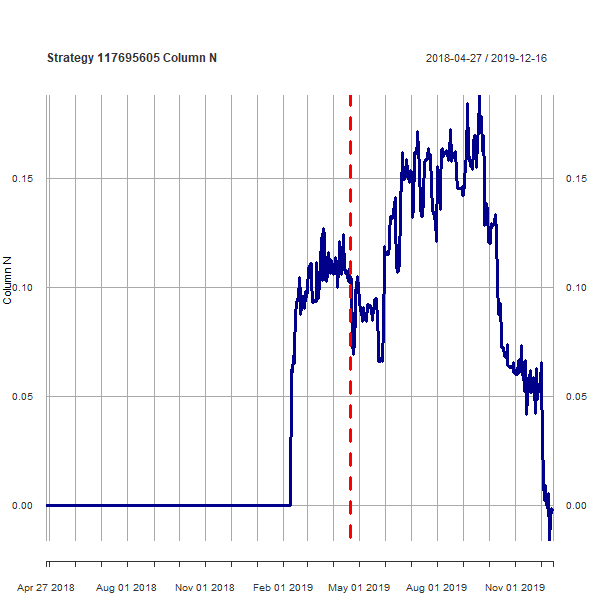 Strategy 117695605 Column N
2018-04-27 / 2019-12-16
Column N
0.15
0.10
0.05
0.00
0.15
0.10
0.05
0.00
Apr 27 2018
Aug 01 2018
Nov 01 2018
Feb 01 2019
May 01 2019
Aug 01 2019
Nov 01 2019